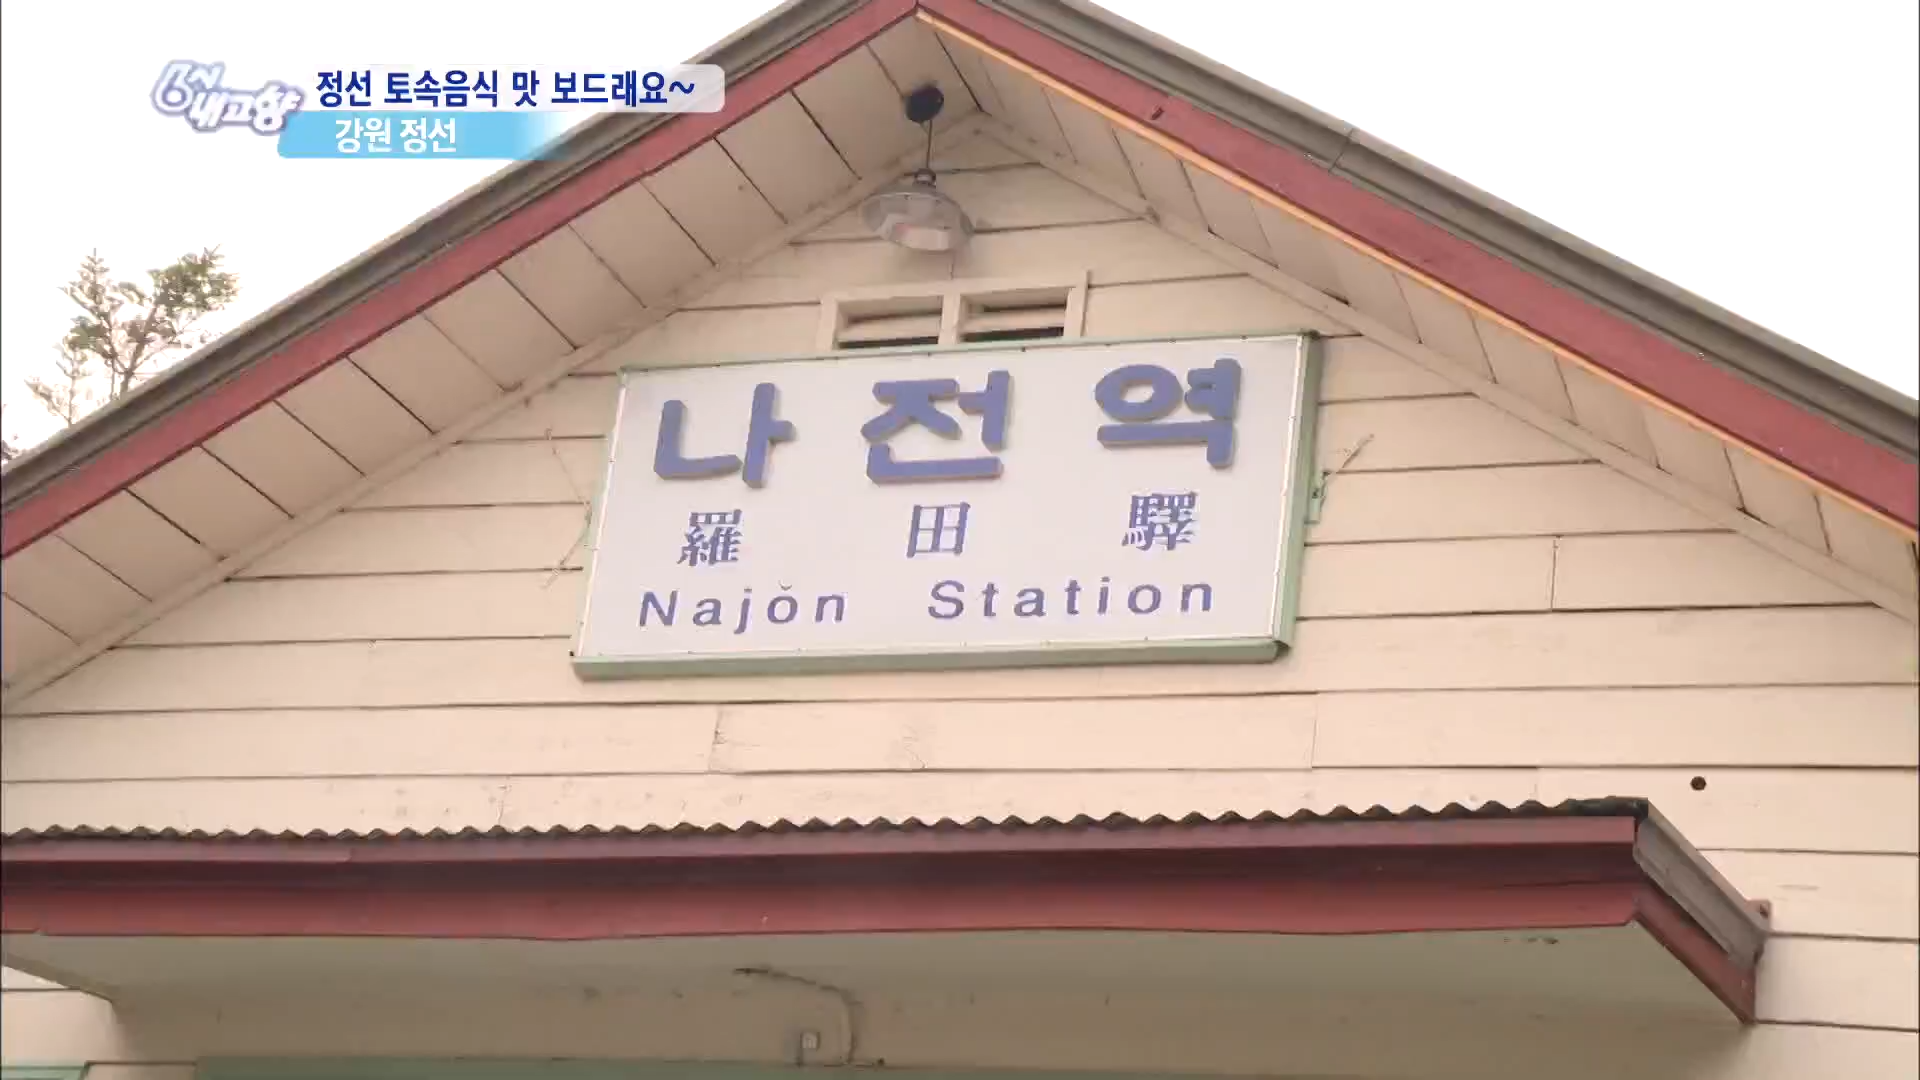 6시
내고향
정선 토속음식 맛 보드래요~
강원 정선
나전역
羅田驛
Najŏn Station